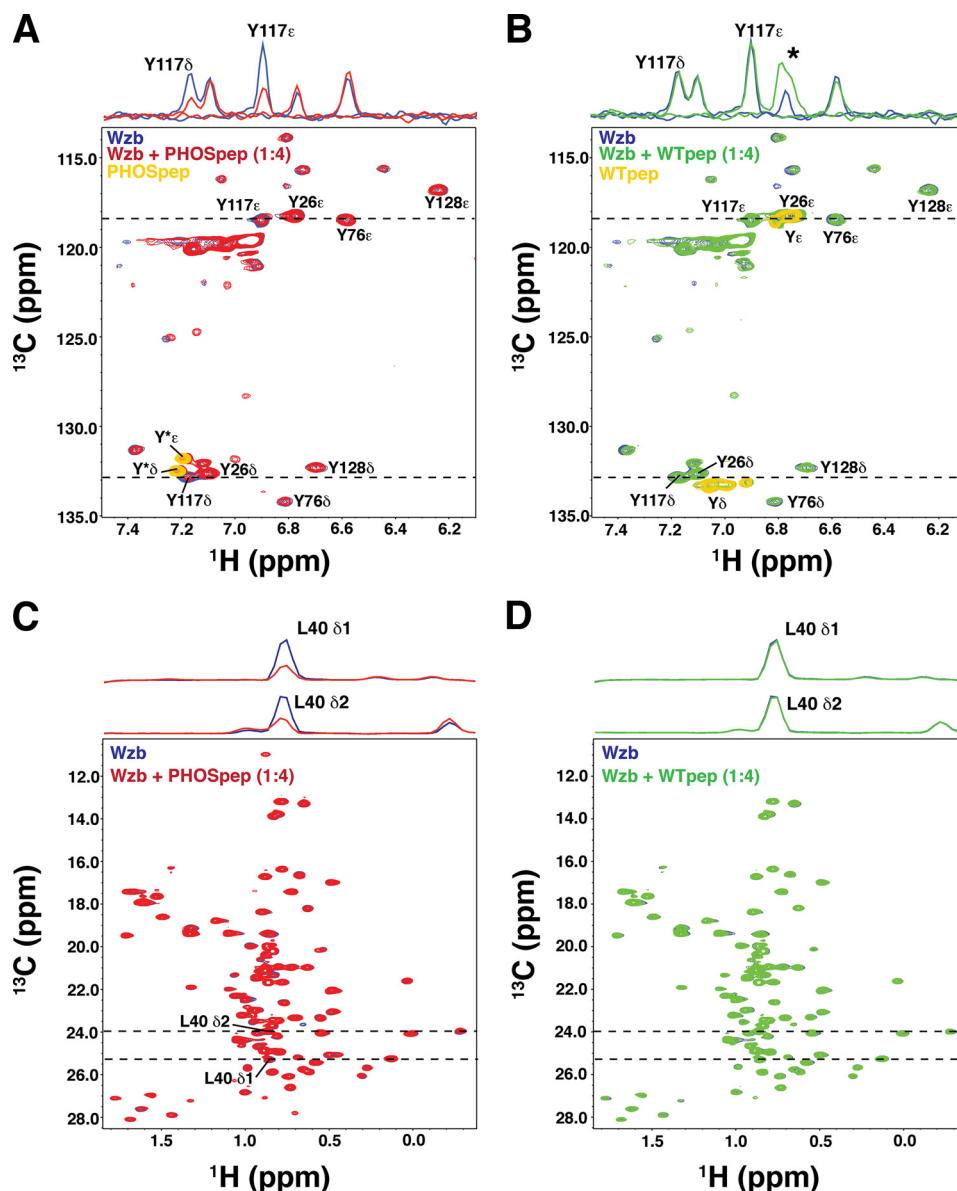 A
Y117ε
Y117δ
Wzb
Wzb + PHOSpep (1:4)
PHOSpep
Y117ε
Y26ε
Y128ε
Y76ε
Y*ε
Y*δ
Y26δ
Y128δ
Y117δ
Y76δ
115.0
120.0
125.0
130.0
135.0
13C (ppm)
7.4 7.2 7.0 6.8 6.6 6.4 6.2
1H (ppm)
B
Y117ε
*
Y117δ
Wzb
Wzb + WTpep (1:4)
WTpep
Y117ε
Y26ε
Y128ε
Yε
Y76ε
Y26δ
Y128δ
Y117δ
Yδ
Y76δ
115.0
120.0
125.0
130.0
135.0
13C (ppm)
7.4 7.2 7.0 6.8 6.6 6.4 6.2
1H (ppm)
C
L40 δ1
L40 δ2
Wzb
Wzb + PHOSpep (1:4)
L40 δ2
L40 δ1
12.0
14.0
16.0
18.0
20.0
22.0
24.0
26.0
28.0
13C (ppm)
1.5 1.0 0.5 0.0
1H (ppm)
D
L40 δ1
L40 δ2
Wzb
Wzb + WTpep (1:4)
12.0
14.0
16.0
18.0
20.0
22.0
24.0
26.0
28.0
13C (ppm)
1.5 1.0 0.5 0.0
1H (ppm)